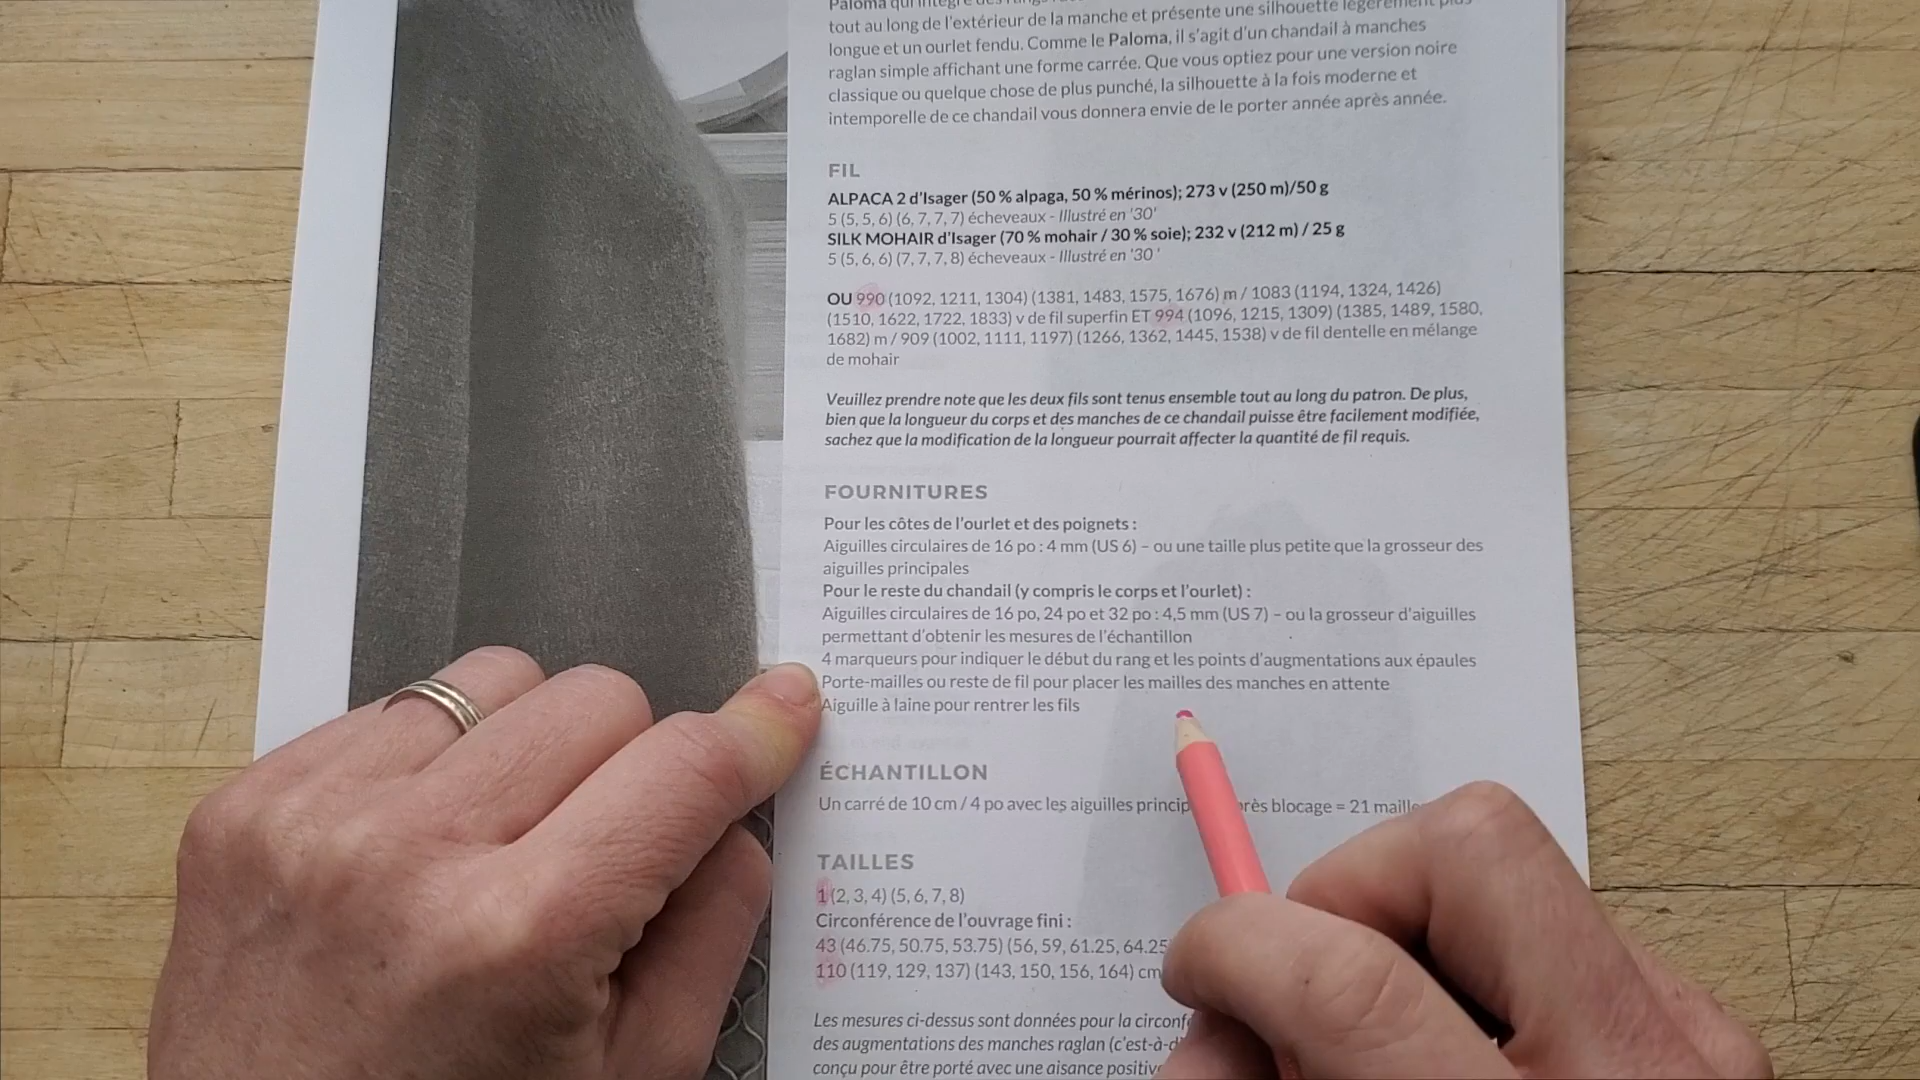 Paloma qui intègre des
tout au long de l'extérieur de la manche et présente une silhouette légèrement plus
longue et un ourlet fendu. Comme le Paloma, il s'agit d'un chandail à manches
raglan simple affichant une forme carrée. Que vous optiez pour une version noire
classique ou quelque chose de plus punché, la silhouette à la fois moderne et
intemporelle de ce chandail vous donnera envie de le porter année après année.
FIL
ALPACA 2 d'Isager (50 % alpaga, 50 % mérinos); 273 v (250 m)/50 g
5 (5, 5, 6) (6, 7, 7, 7) écheveaux - Illustré en '30'
SILK MOHAIR d'Isager (70 % mohair / 30 % soie); 232 v (212 m) / 25 g
5 (5, 6, 6) (7, 7, 7, 8) écheveaux - Illustré en '30 '
OU 990 (1092, 1211, 1304) (1381, 1483, 1575, 1676) m / 1083 (1194, 1324, 1426)
(1510, 1622, 1722, 1833) v de fil superfin ET 994 (1096, 1215, 1309) (1385, 1489, 1580,
1682) m / 909 (1002, 1111, 1197) (1266, 1362, 1445, 1538) v de fil dentelle en mélange
de mohair
Veuillez prendre note que les deux fils sont tenus ensemble tout au long du patron. De plus,
bien que la longueur du corps et des manches de ce chandail puisse être facilement modifiée,
sachez que la modification de la longueur pourrait affecter la quantité de fil requis.
FOURNITURES
Pour les côtes de l'ourlet et des poignets :
Aiguilles circulaires de 16 po : 4 mm (US 6) – ou une taille plus petite que la grosseur des
aiguilles principales
Pour le reste du chandail (y compris le corps et l'ourlet) :
Aiguilles circulaires de 16 po, 24 po et 32 po : 4,5 mm (US 7) – ou la grosseur d'aiguilles
permettant d'obtenir les mesures de l'échantillon
4 marqueurs pour indiquer le début du rang et les points d'augmentations aux épaules
Porte-mailles ou reste de fil pour placer les mailles des manches en attente
Aiguille à laine pour rentrer les fils
ÉCHANTILLON
Un carré de 10 cm / 4 po avec les aiguilles princip rès blocage = 21 maille
TAILLES
1 (2, 3, 4) (5, 6, 7, 8)
Circonférence de l'ouvrage fini :
43 (46.75, 50.75, 53.75) (56, 59, 61.25, 64.25
110 (119, 129, 137) (143, 150, 156, 164) cm
Les mesures ci-dessus sont données pour la circonfé
des augmentations des manches raglan (c'est-à-d
conçu pour être porté avec une aisance positive